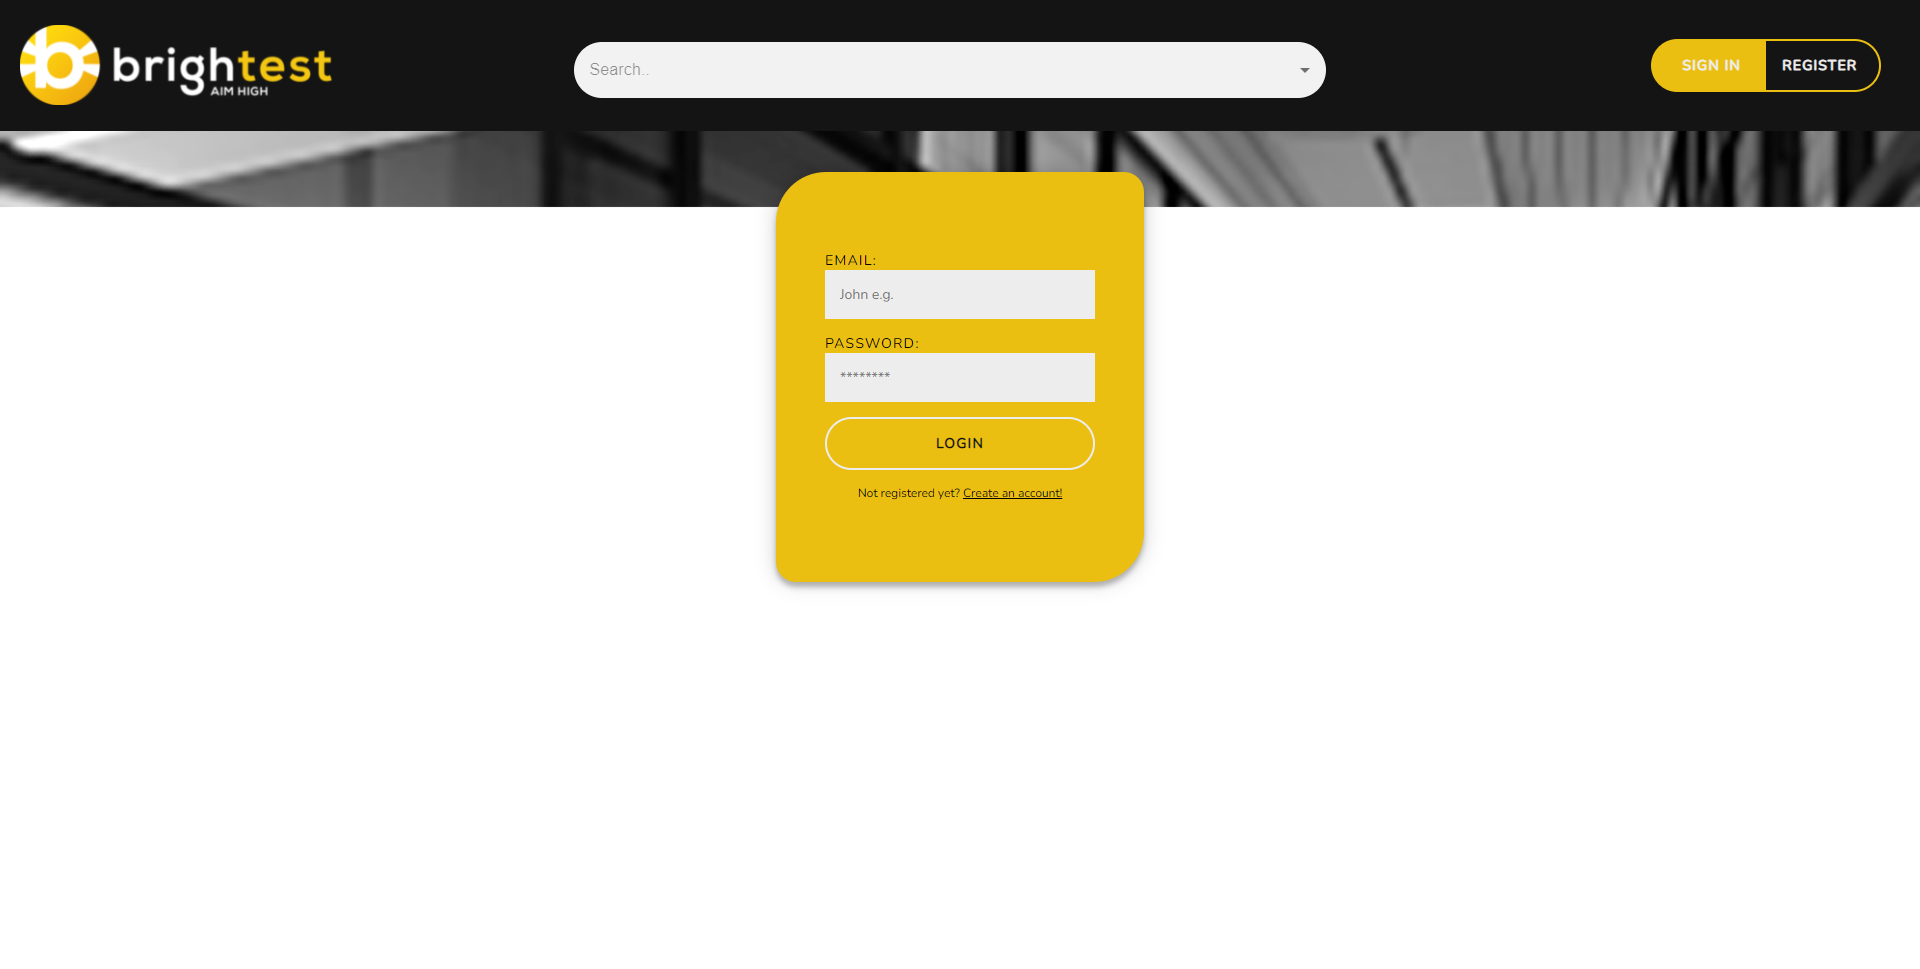 brightest
AIM HIGH
Search..
SIGN IN
REGISTER
EMAIL:
John e.g.
PASSWORD:
********
LOGIN
Not registered yet? Create an account!